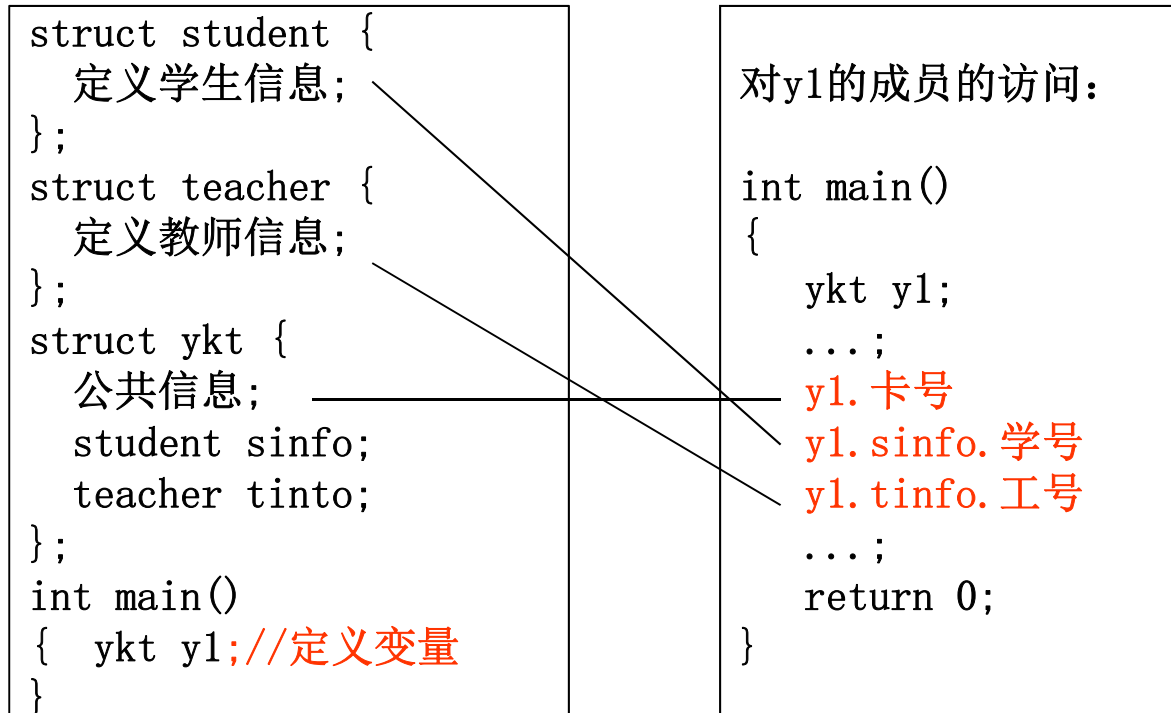 struct student {
定义学生信息;
};
struct teacher {
定义教师信息;
};
struct ykt {
公共信息;
student sinfo;
teacher tinto;
};
int main()
{ ykt y1;//定义变量
}
对y1的成员的访问：
int main()
{
ykt y1;
...;
y1.卡号
y1.sinfo.学号
y1.tinfo.工号
...;
return 0;
}